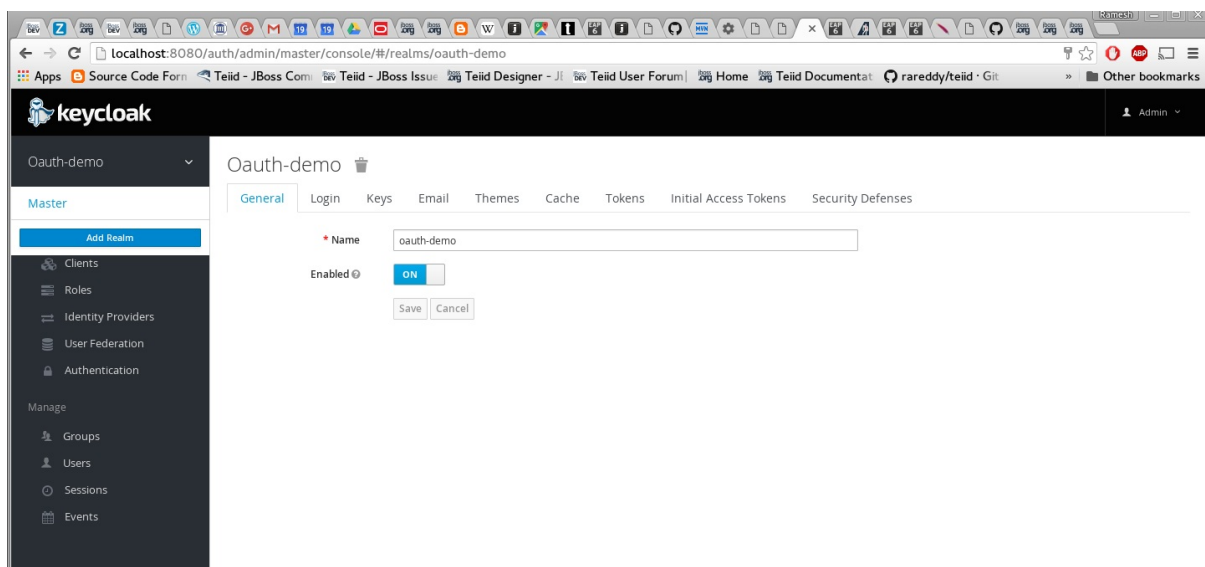 Ramesh
localhost:8080/auth/admin/master/console/#/realms/oauth-demo
Apps Source Code Forn Teiid - JBoss Com Teiid - JBoss Issue Teiid Designer - J Teiid User Forum Home Teiid Documentat rareddy/teiid · Git » Other bookmarks
keycloak
Admin
Oauth-demo
Oauth-demo
Master
General Login Keys Email Themes Cache Tokens Initial Access Tokens Security Defenses
Add Realm
* Name oauth-demo
Clients
Enabled ON
Roles
Save Cancel
Identity Providers
User Federation
Authentication
Manage
Groups
Users
Sessions
Events